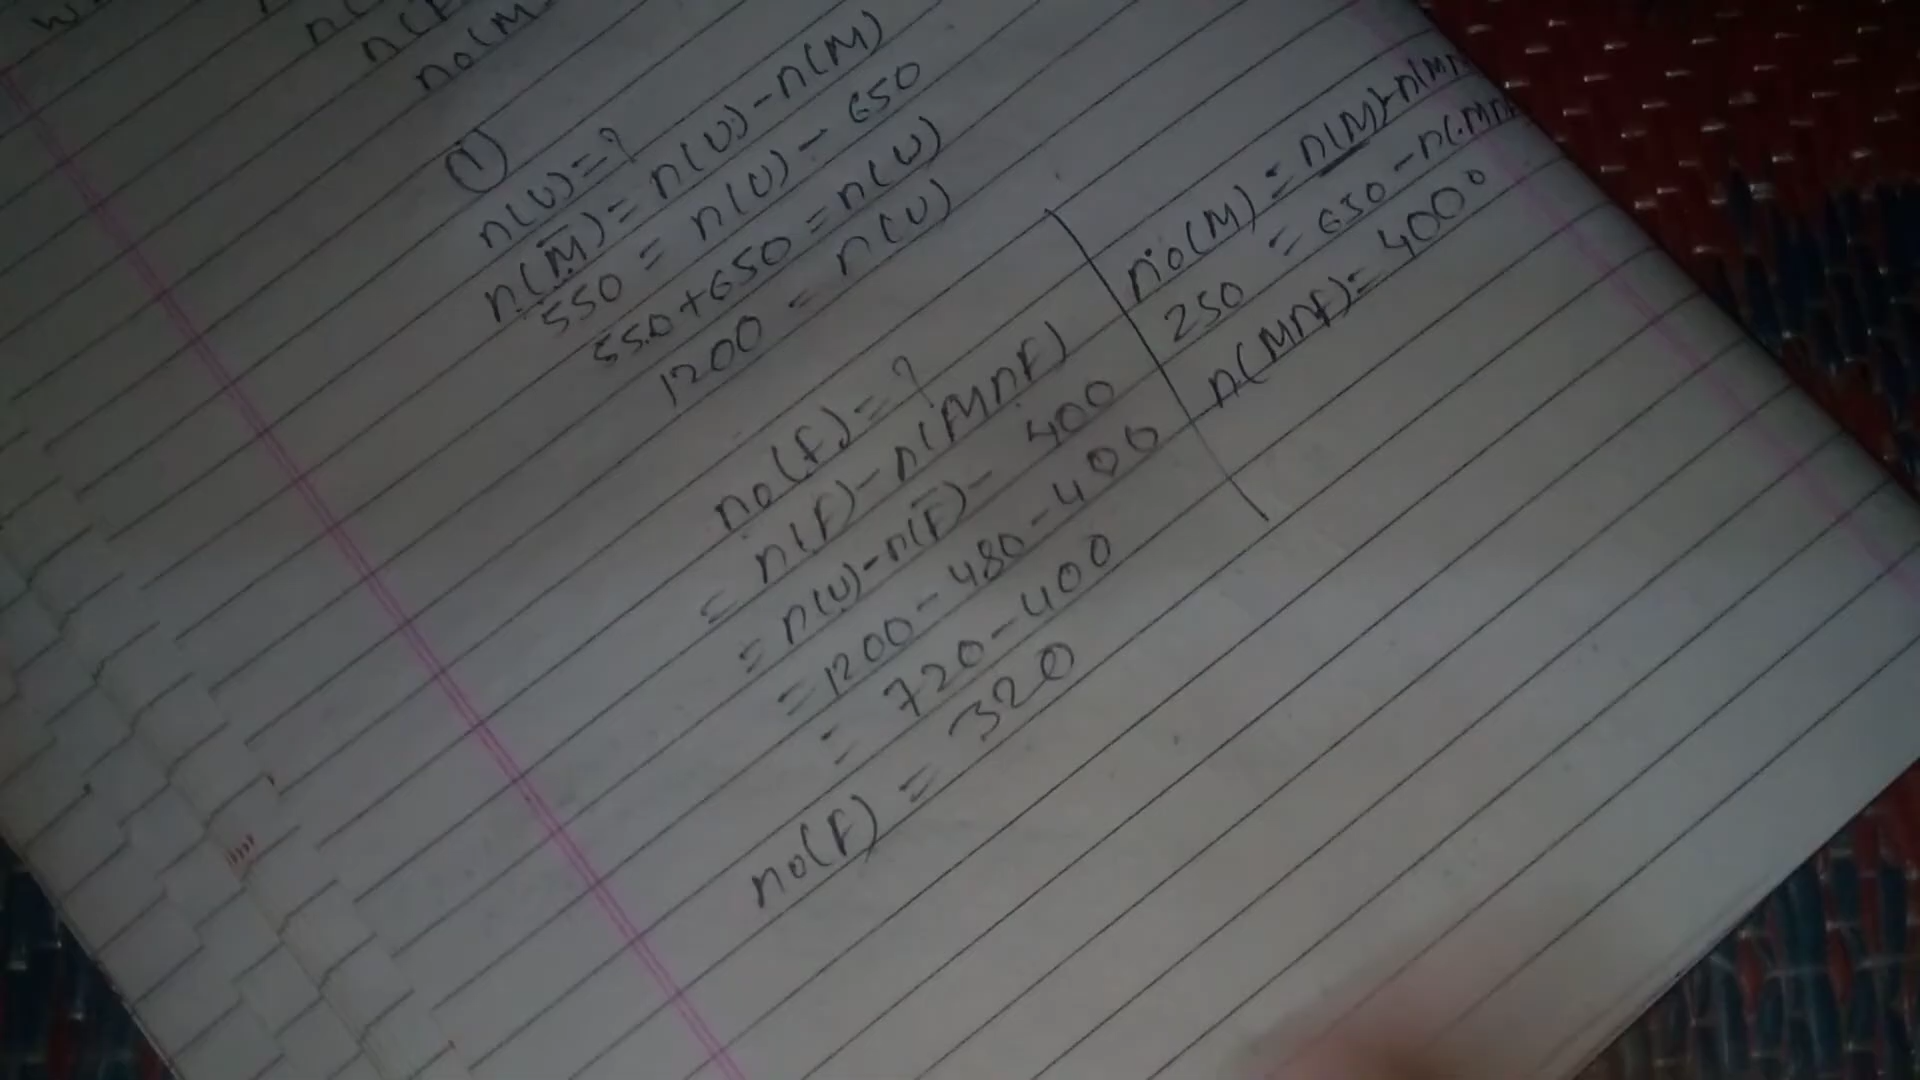 n(F
no(M
①
n(U)=?
n(M̅)= n(U)-n(M)
550 = n(U) - 650
550+650 = n(U)
1200 = n(U)
no(M) = n(M)-n(M∩
250 = 650-n(M∩
n(M∩F)= 400
no(F)=?
= n(F)-n(M∩F)
= n(U)-n(F̅)- 400
= 1200-480-400
= 720-400
no(F) = 320